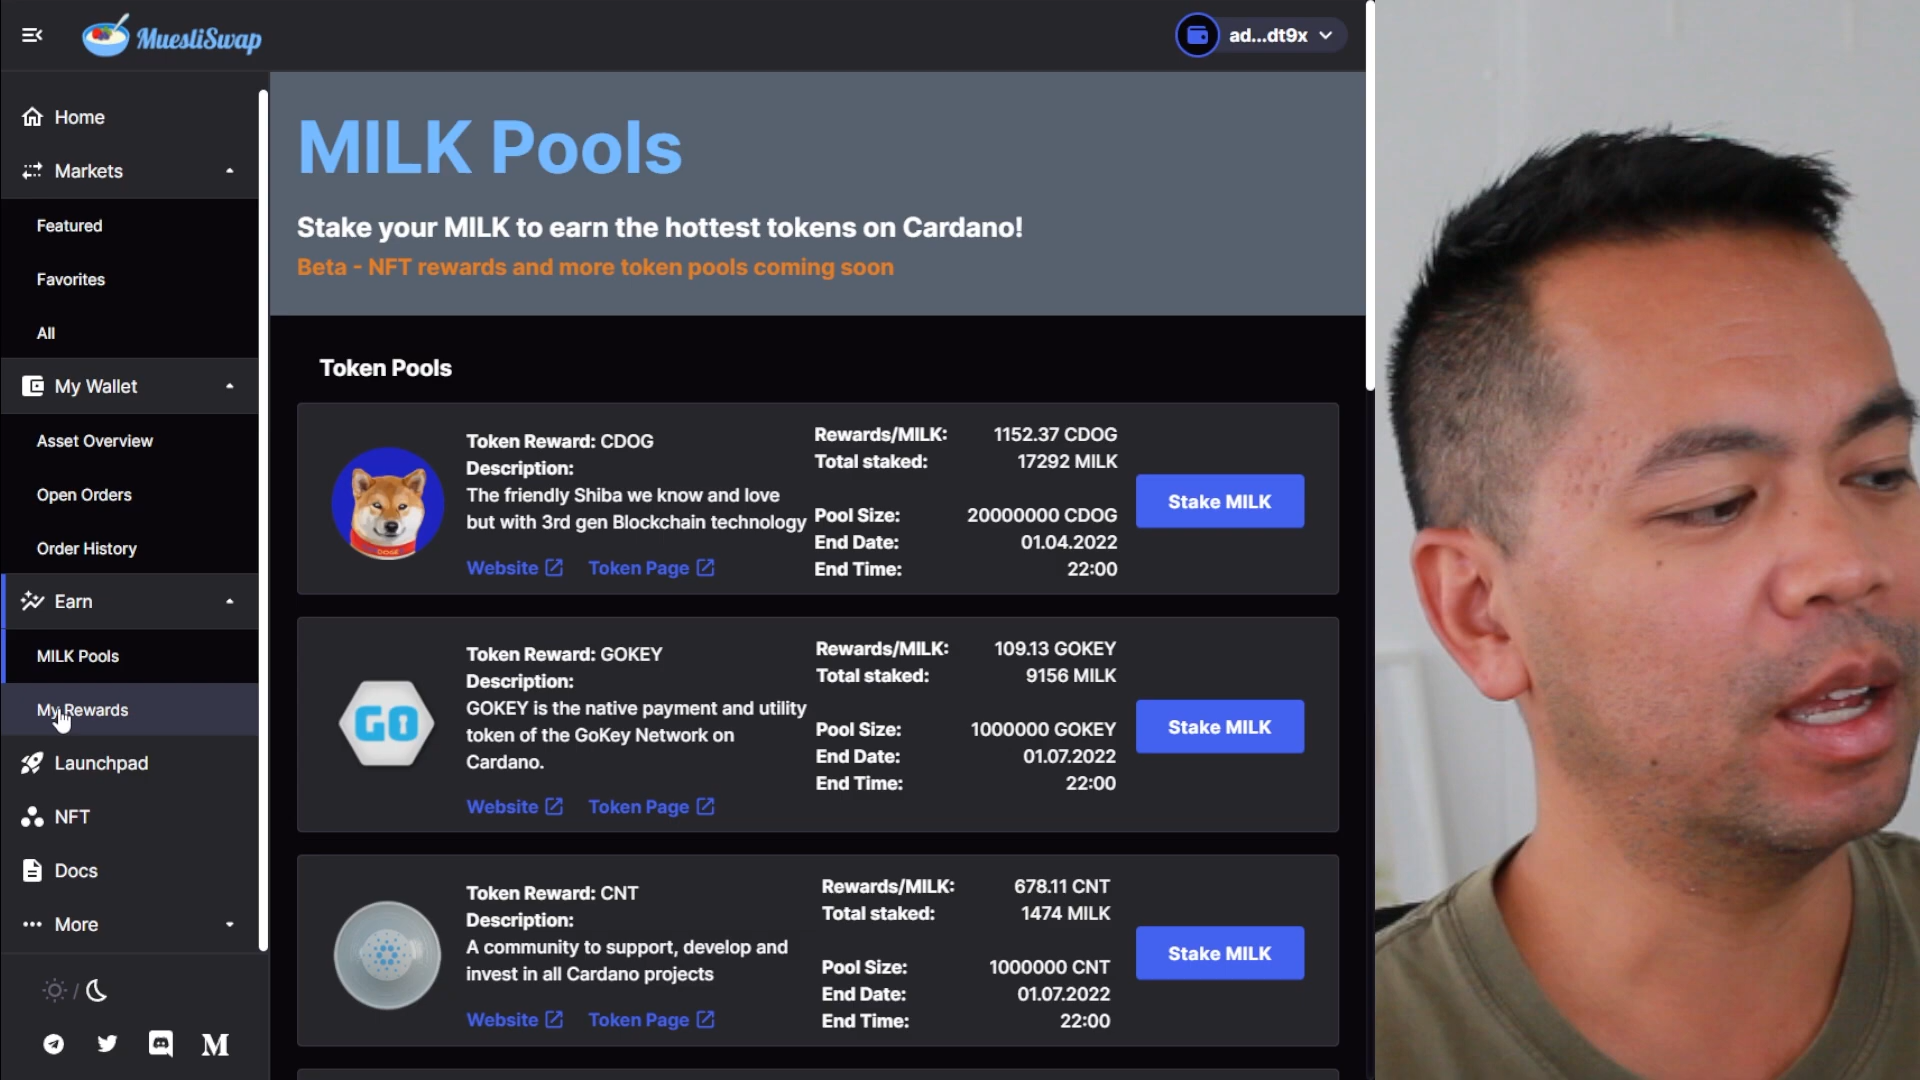 MuesliSwap
ad...dt9x
Home
Markets
Featured
Favorites
All
My Wallet
Asset Overview
Open Orders
Order History
Earn
MILK Pools
My Rewards
Launchpad
NFT
Docs
More
/
M
MILK Pools
Stake your MILK to earn the hottest tokens on Cardano!
Beta - NFT rewards and more token pools coming soon
Token Pools
Token Reward: CDOG
Description:
The friendly Shiba we know and love
but with 3rd gen Blockchain technology
Website Token Page
Rewards/MILK: 1152.37 CDOG
Total staked: 17292 MILK
Pool Size: 20000000 CDOG
End Date: 01.04.2022
End Time: 22:00
Stake MILK
GO
Token Reward: GOKEY
Description:
GOKEY is the native payment and utility
token of the GoKey Network on
Cardano.
Website Token Page
Rewards/MILK: 109.13 GOKEY
Total staked: 9156 MILK
Pool Size: 1000000 GOKEY
End Date: 01.07.2022
End Time: 22:00
Stake MILK
Token Reward: CNT
Description:
A community to support, develop and
invest in all Cardano projects
Website Token Page
Rewards/MILK: 678.11 CNT
Total staked: 1474 MILK
Pool Size: 1000000 CNT
End Date: 01.07.2022
End Time: 22:00
Stake MILK